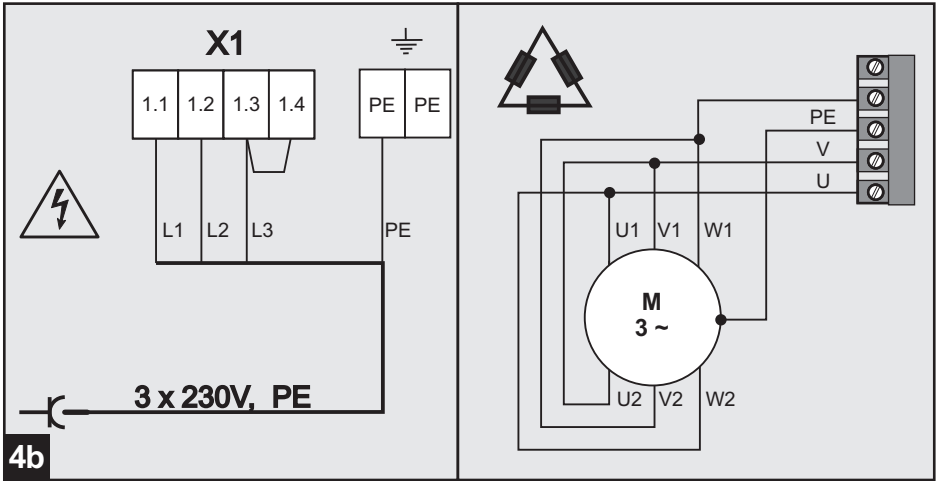 X1
1.1 1.2 1.3 1.4 PE PE
L1 L2 L3 PE
3 x 230V, PE
4b
PE
V
U
U1 V1 W1
M
3 ~
U2 V2 W2